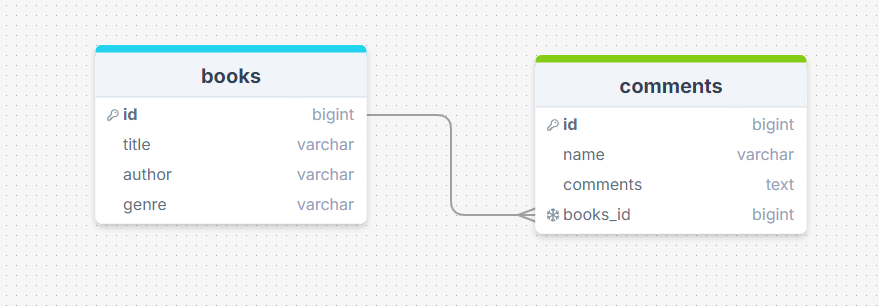 books
id bigint
title varchar
author varchar
genre varchar
comments
id bigint
name varchar
comments text
books_id bigint